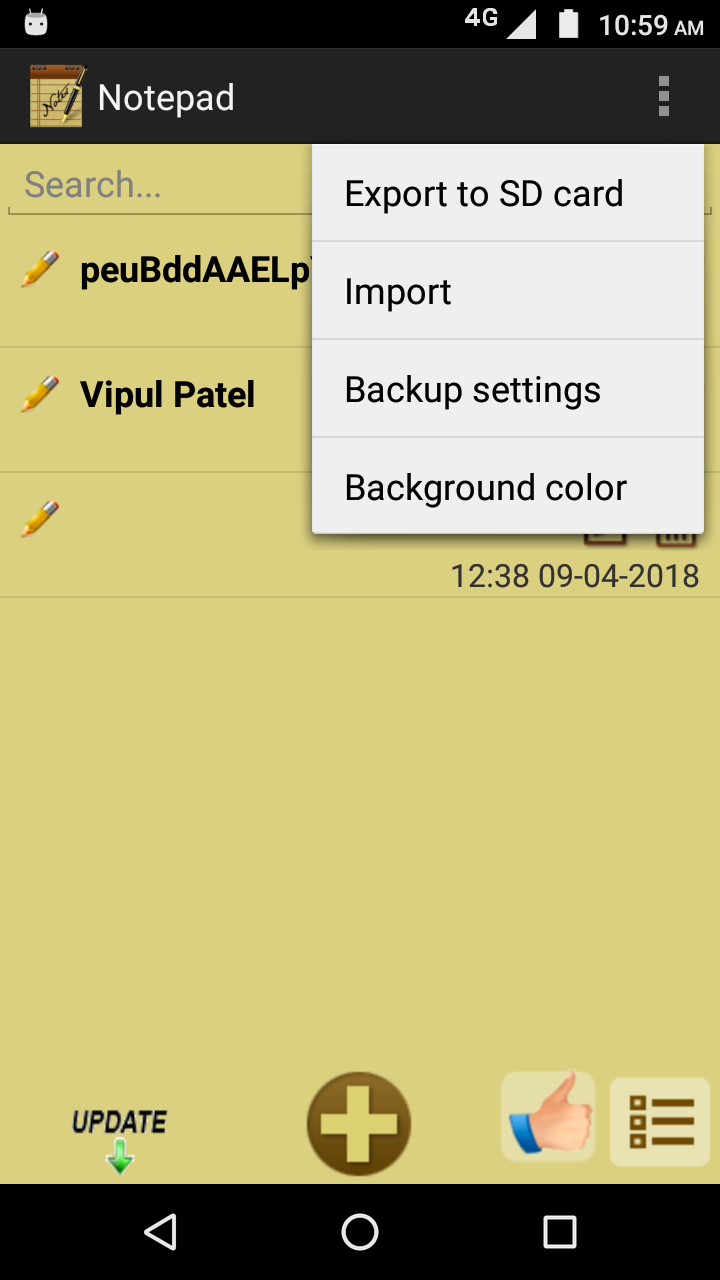 4G 10:59 AM
Notes
Notepad
Search...
Export to SD card
peuBddAAELp
Import
Backup settings
Vipul Patel
Background color
12:38 09-04-2018
UPDATE